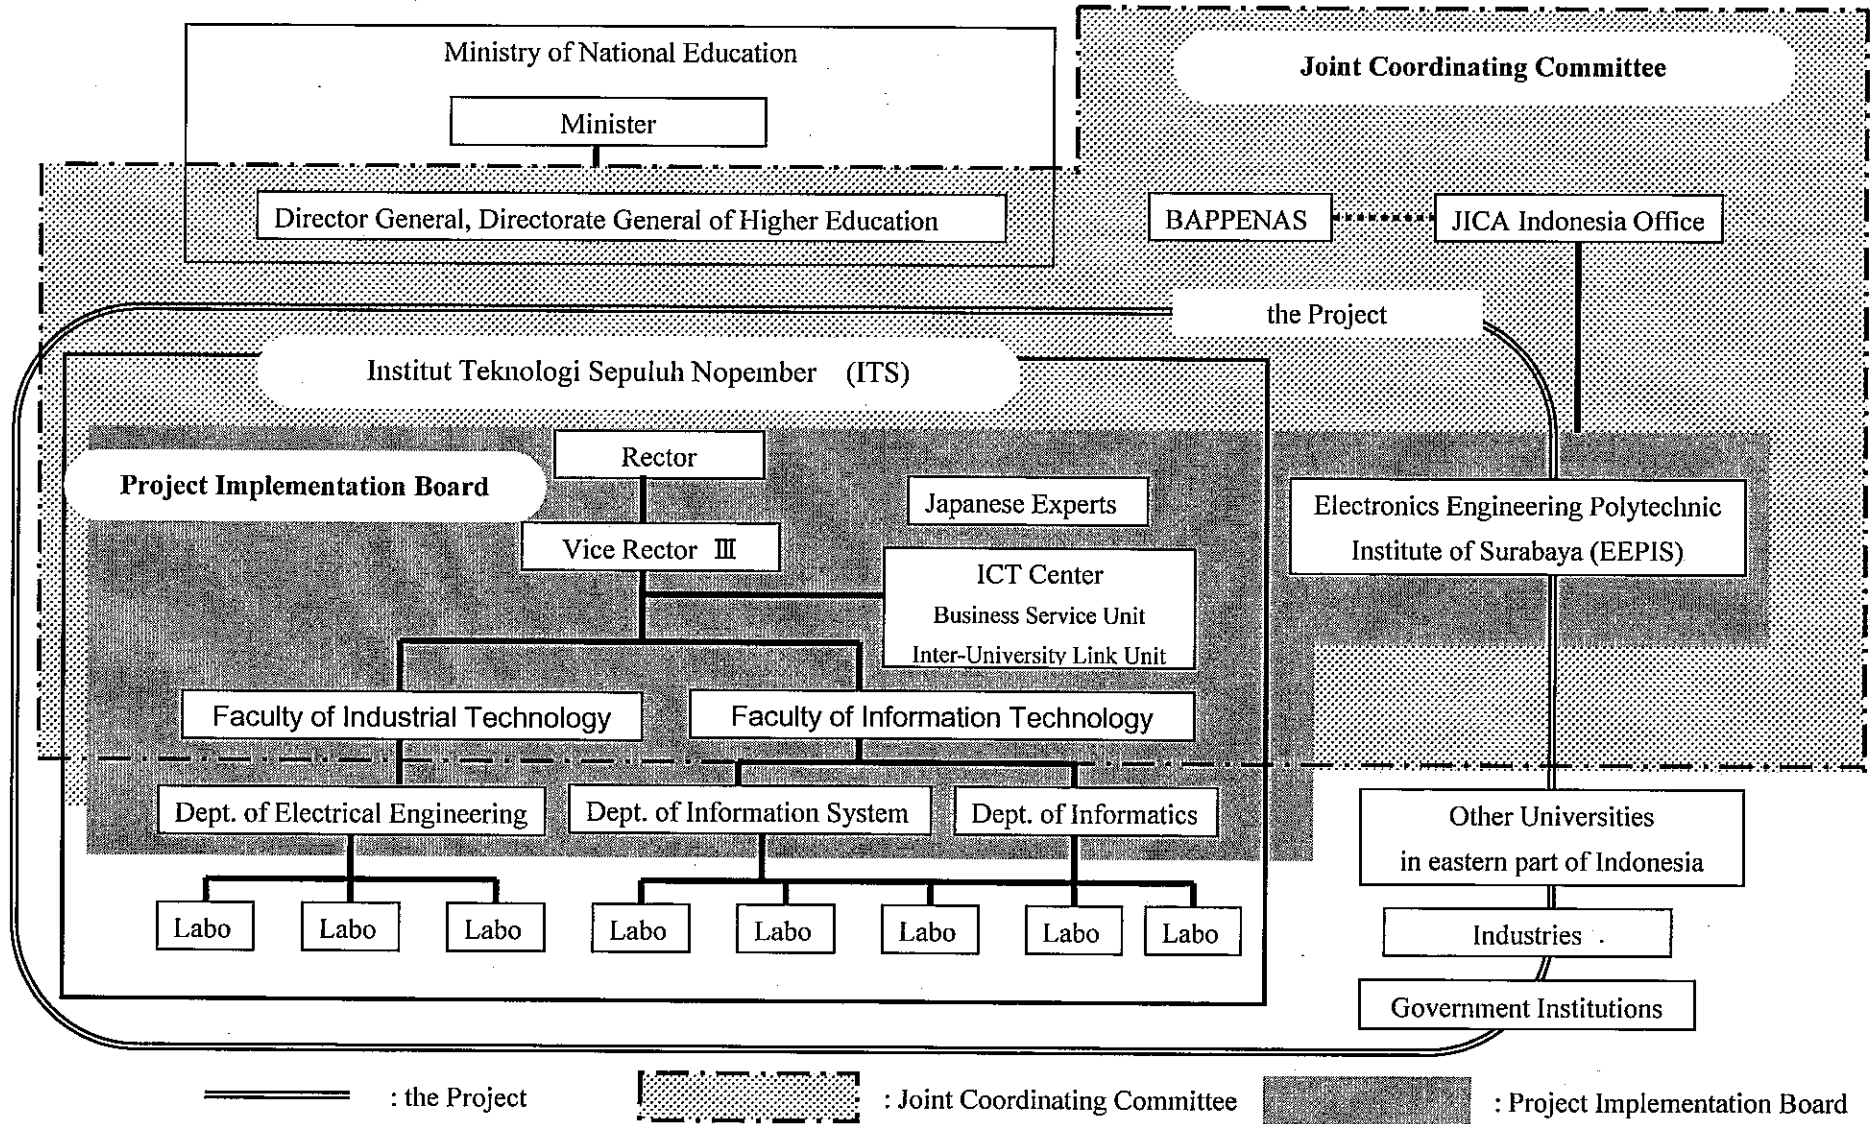 Ministry of National Education
Joint Coordinating Committee
Minister
Director General, Directorate General of Higher Education
BAPPENAS
JICA Indonesia Office
the Project
Institut Teknologi Sepuluh Nopember (ITS)
Rector
Project Implementation Board
Japanese Experts
Electronics Engineering Polytechnic
Institute of Surabaya (EEPIS)
Vice Rector III
ICT Center
Business Service Unit
Inter-University Link Unit
Faculty of Industrial Technology
Faculty of Information Technology
Dept. of Electrical Engineering
Dept. of Information System
Dept. of Informatics
Other Universities
in eastern part of Indonesia
Labo
Labo
Labo
Labo
Labo
Labo
Labo
Labo
Industries
Government Institutions
: the Project
: Joint Coordinating Committee
: Project Implementation Board